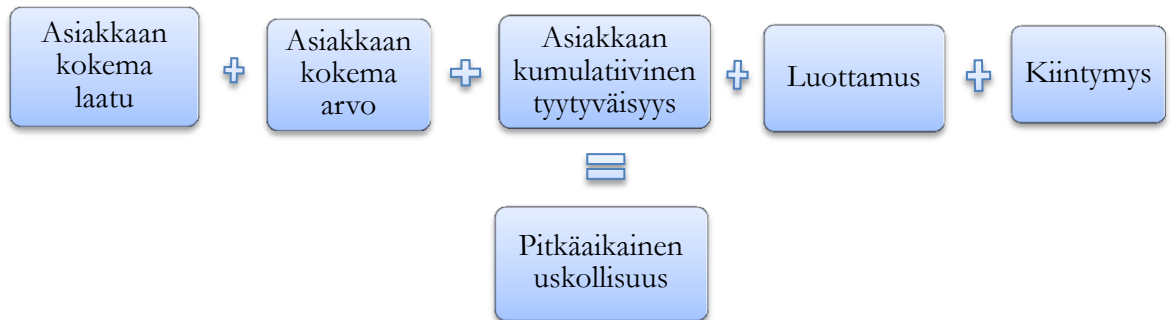 Asiakkaan
kokema
laatu
Asiakkaan
kokema
arvo
Asiakkaan
kumulatiivinen
tyytyväisyys
Luottamus
Kiintymys
Pitkäaikainen
uskollisuus